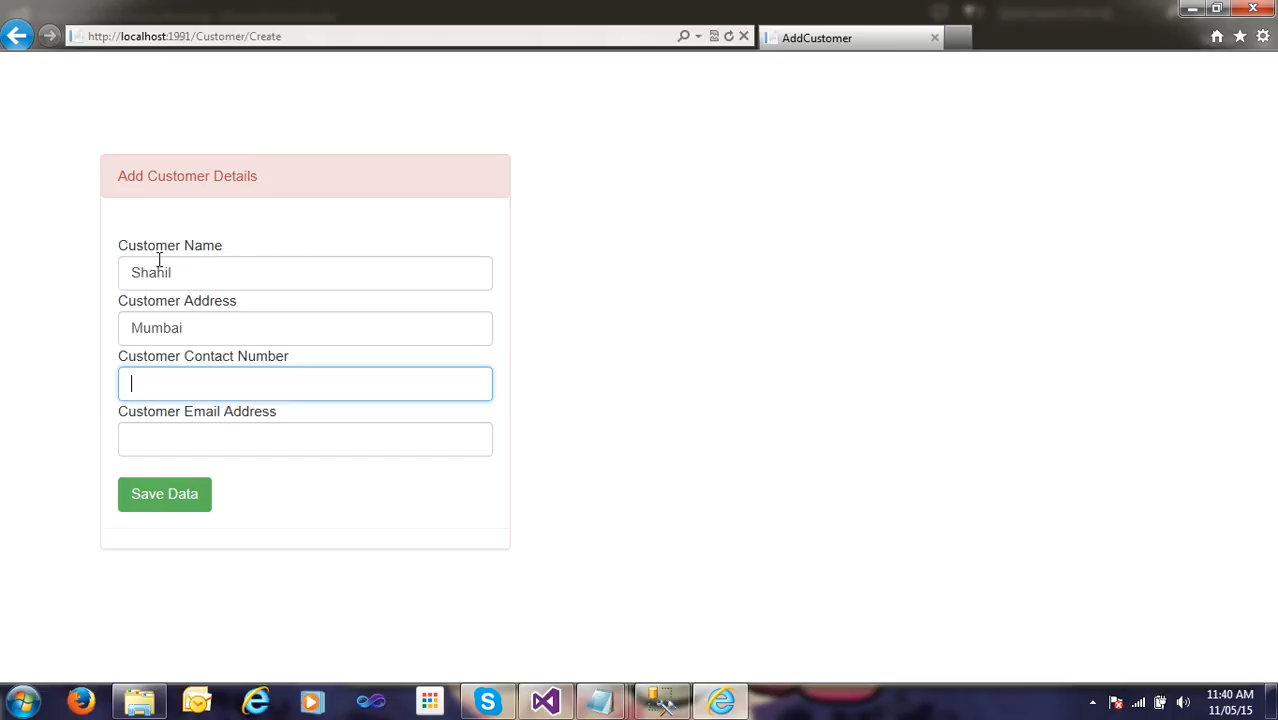 http://localhost:1991/Customer/Create
AddCustomer
Add Customer Details
Customer Name
Shahil
Customer Address
Mumbai
Customer Contact Number
Customer Email Address
Save Data
11:40 AM
11/05/15